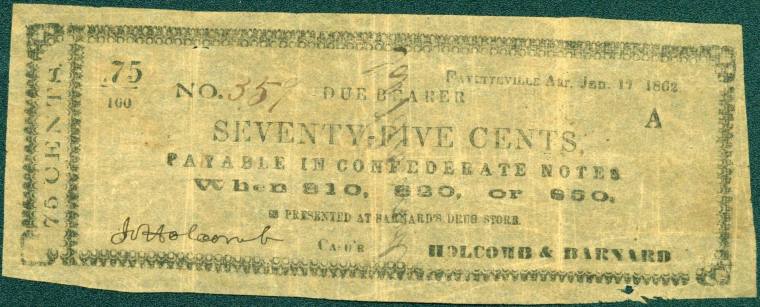 75 CENTS.
.75
100
NO. 359
FAYETTEVILLE ARK. JAN. 17 1862
DUE BEARER
A
SEVENTY-FIVE CENTS,
PAYABLE IN CONFEDERATE NOTES
When $10, $20, or $50,
IS PRESENTED AT BARNARD'S DRUG STORE.
HOLCOMB & BARNARD